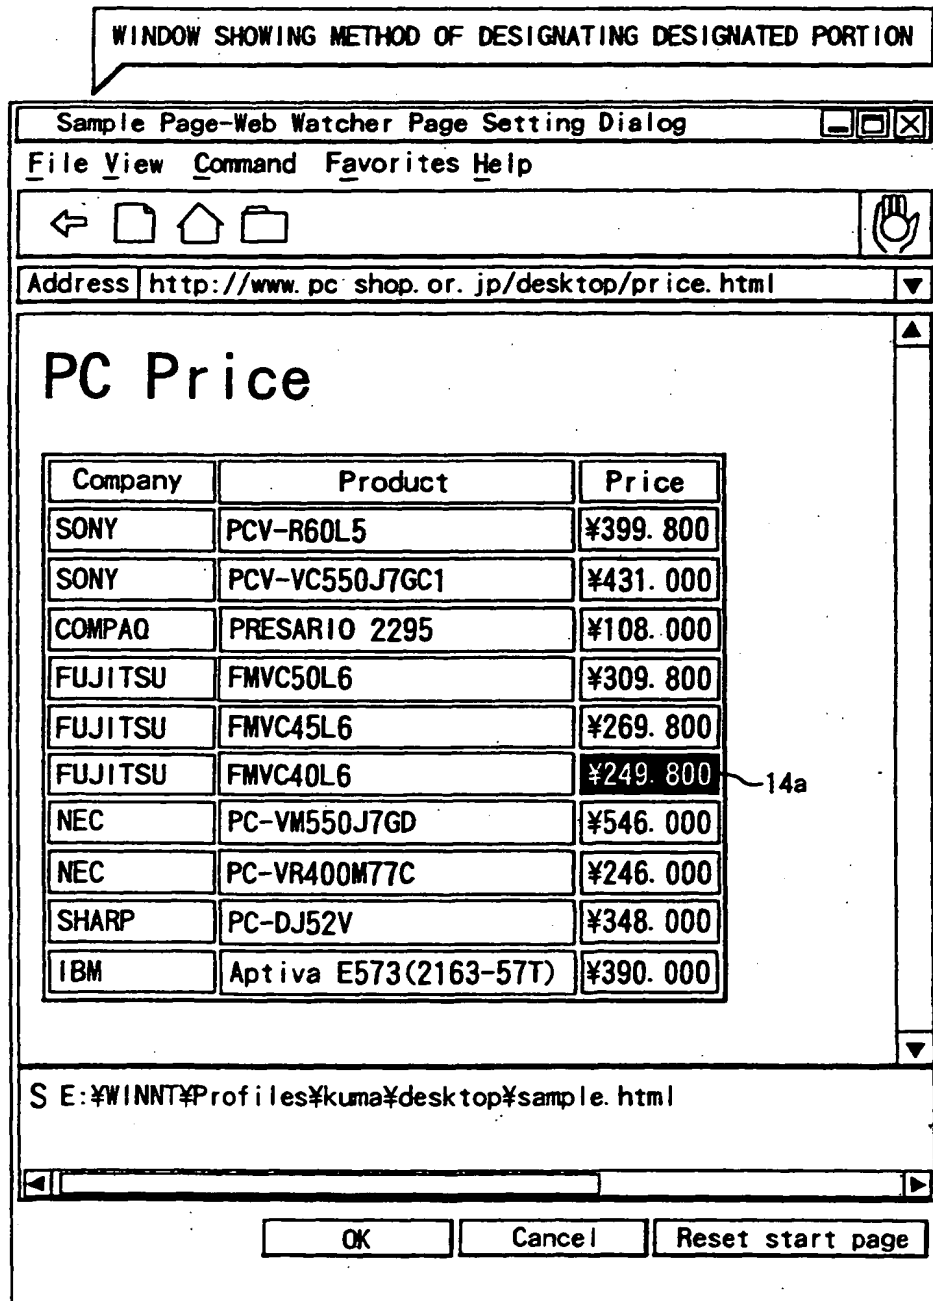 WINDOW SHOWING METHOD OF DESIGNATING DESIGNATED PORTION
Sample Page-Web Watcher Page Setting Dialog
File View Command Favorites Help
Address http://www.pc shop.or.jp/desktop/price.html
PC Price
Company Product Price
SONY PCV-R60L5 ¥399.800
SONY PCV-VC550J7GC1 ¥431.000
COMPAQ PRESARIO 2295 ¥108.000
FUJITSU FMVC50L6 ¥309.800
FUJITSU FMVC45L6 ¥269.800
FUJITSU FMVC40L6 ¥249.800 14a
NEC PC-VM550J7GD ¥546.000
NEC PC-VR400M77C ¥246.000
SHARP PC-DJ52V ¥348.000
IBM Aptiva E573(2163-57T) ¥390.000
S E:¥WINNT¥Profiles¥kuma¥desktop¥sample.html
OK Cancel Reset start page